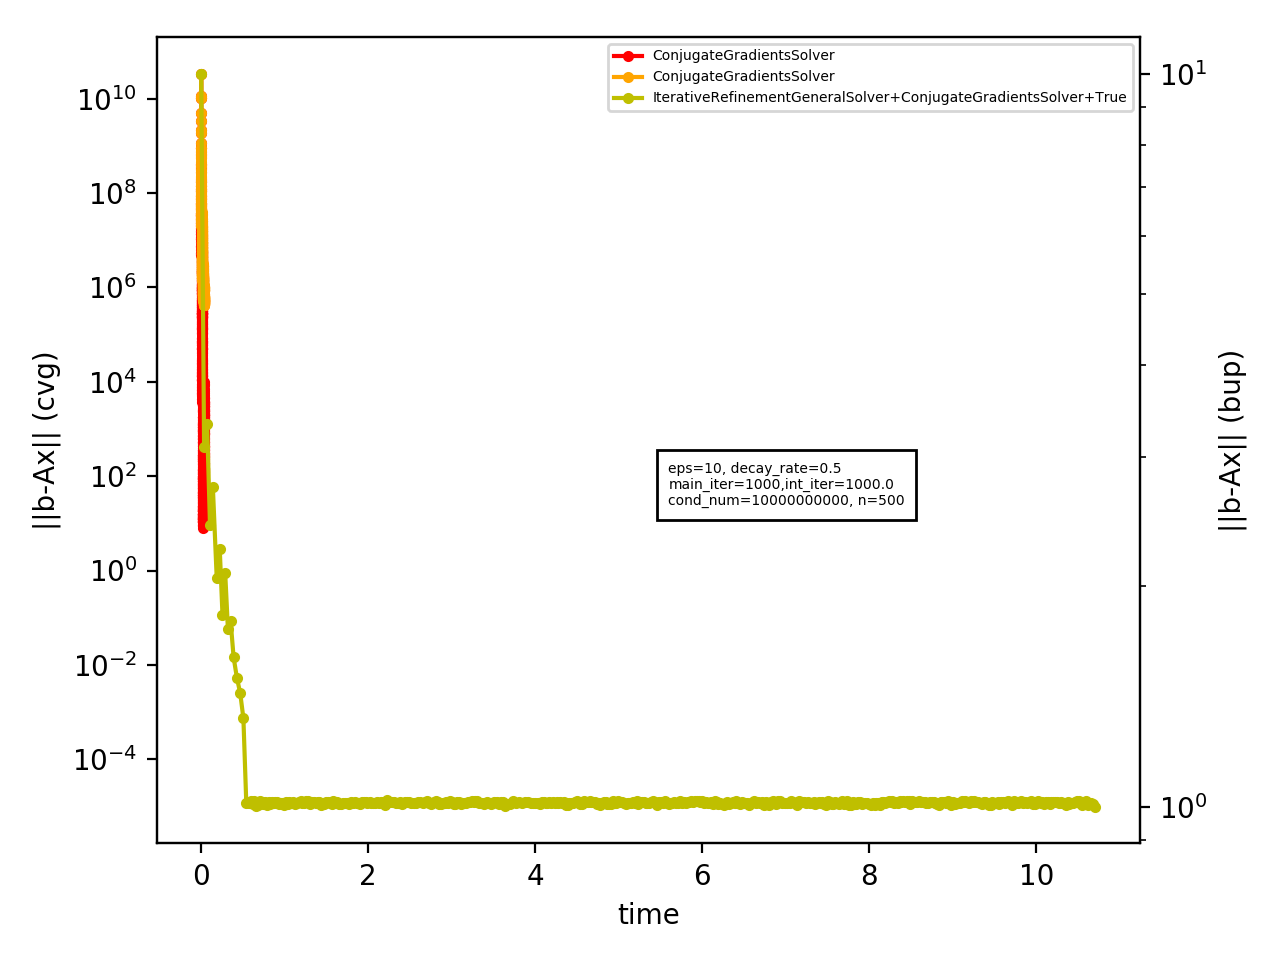 ConjugateGradientsSolver
ConjugateGradientsSolver
IterativeRefinementGeneralSolver+ConjugateGradientsSolver+True
10^10
10^8
10^6
10^4
10^2
10^0
10^-2
10^-4
||b-Ax|| (cvg)
eps=10, decay_rate=0.5
main_iter=1000,int_iter=1000.0
cond_num=10000000000, n=500
10^1
10^0
||b-Ax|| (bup)
0 2 4 6 8 10
time